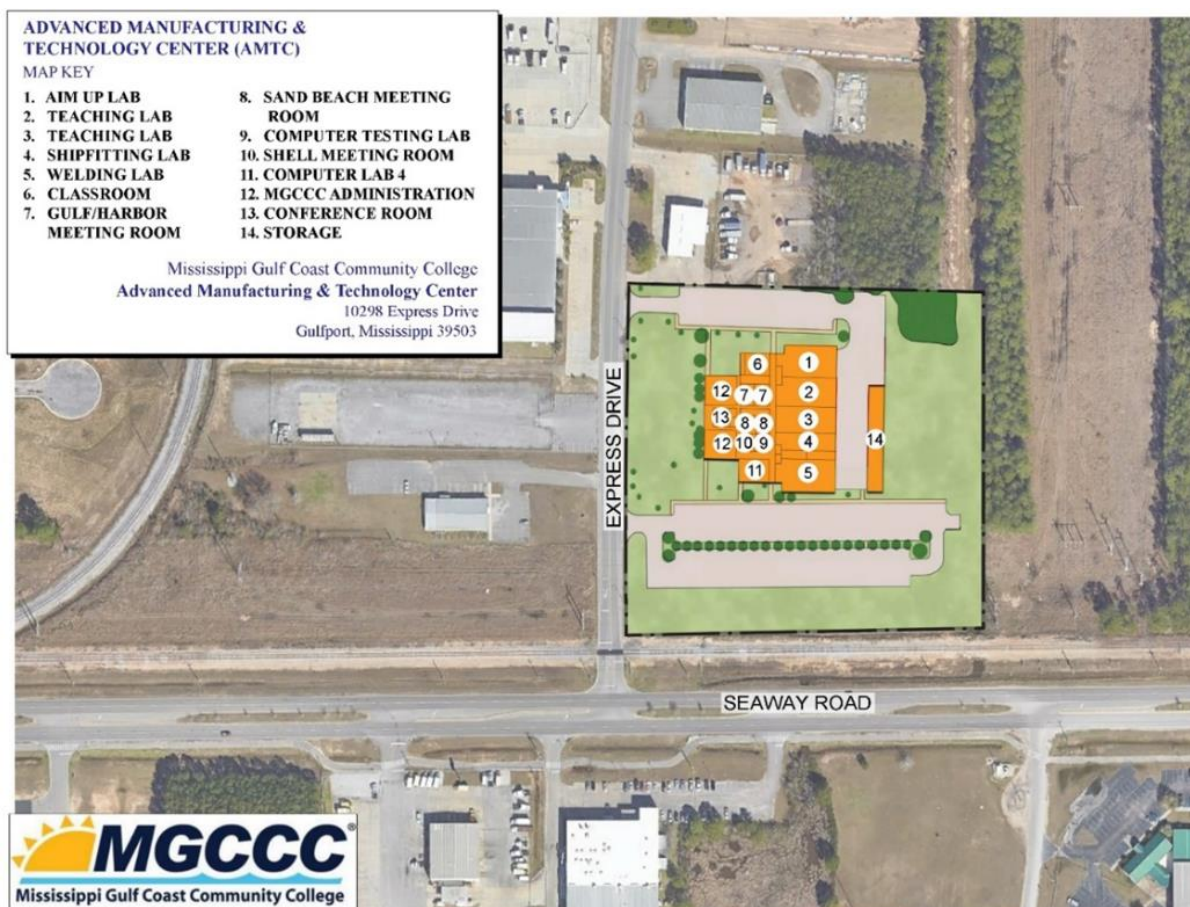 ADVANCED MANUFACTURING &
TECHNOLOGY CENTER (AMTC)
MAP KEY
1. AIM UP LAB
2. TEACHING LAB
3. TEACHING LAB
4. SHIPFITTING LAB
5. WELDING LAB
6. CLASSROOM
7. GULF/HARBOR
MEETING ROOM
8. SAND BEACH MEETING
ROOM
9. COMPUTER TESTING LAB
10. SHELL MEETING ROOM
11. COMPUTER LAB 4
12. MGCCC ADMINISTRATION
13. CONFERENCE ROOM
14. STORAGE
Mississippi Gulf Coast Community College
Advanced Manufacturing & Technology Center
10298 Express Drive
Gulfport, Mississippi 39503
EXPRESS DRIVE
6 1
12 7 7 2
13 8 8 3
12 10 9 4
14
11 5
SEAWAY ROAD
MGCCC®
Mississippi Gulf Coast Community College